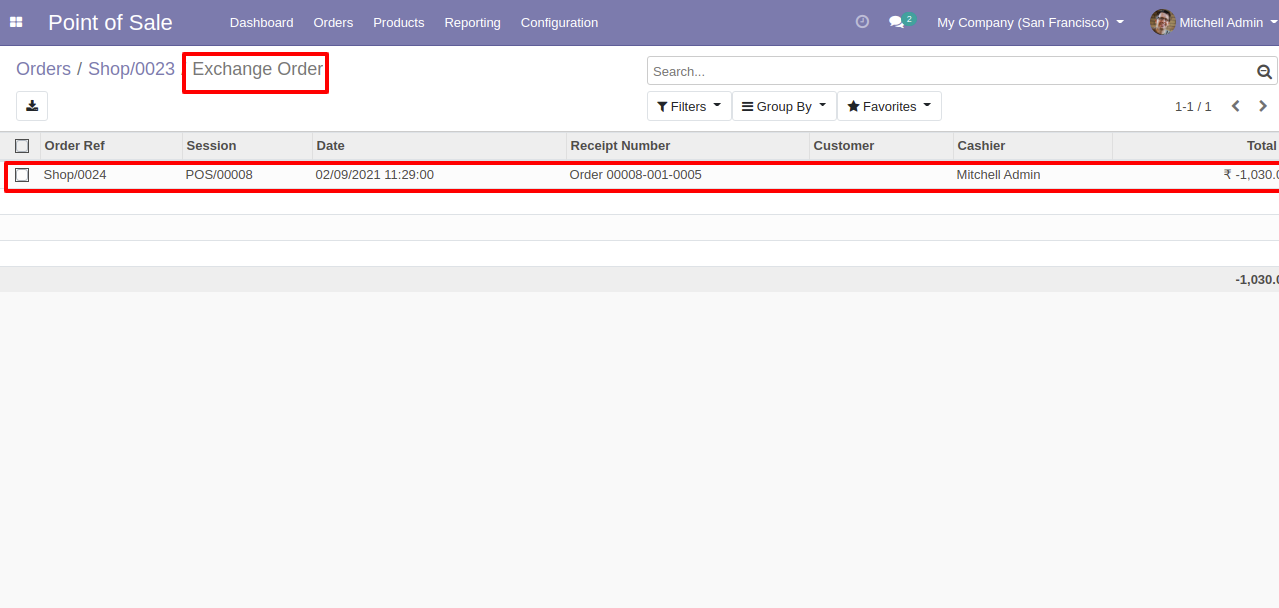 Point of Sale Dashboard Orders Products Reporting Configuration 2 My Company (San Francisco) Mitchell Admin
Orders / Shop/0023 / Exchange Order Search...
Filters Group By Favorites 1-1 / 1
Order Ref Session Date Receipt Number Customer Cashier Total
Shop/0024 POS/00008 02/09/2021 11:29:00 Order 00008-001-0005 Mitchell Admin ₹ -1,030.0
-1,030.0